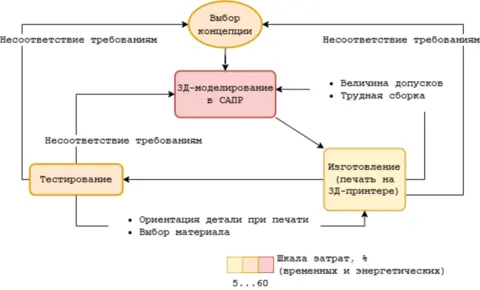 Выбор
концепции
Несоответствие требованиям
Несоответствие требованиям
3Д-моделирование
в САПР
• Величина допусков
• Трудная сборка
Несоответствие требованиям
Тестирование
Изготовление
(печать на
3Д-принтере)
• Ориентация детали при печати
• Выбор материала
Шкала затрат, %
(временных и энергетических)
5...60